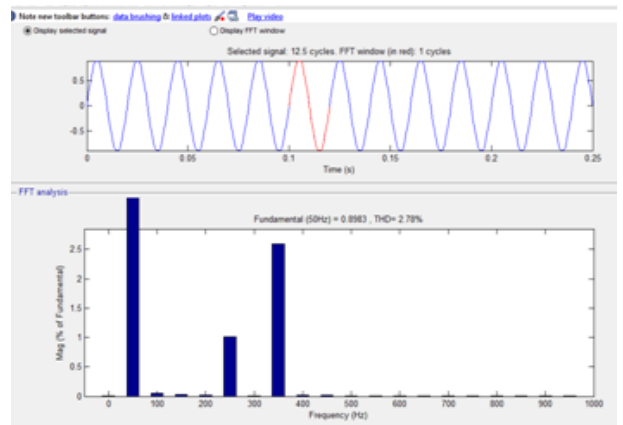 Note new toolbar buttons: data brushing & linked plots Play video
Display selected signal Display FFT window
Selected signal: 12.5 cycles. FFT window (in red): 1 cycles
0.5
0
-0.5
0 0.05 0.1 0.15 0.2 0.25
Time (s)
FFT analysis
Fundamental (50Hz) = 0.8983 , THD= 2.78%
Mag (% of Fundamental)
2.5
2
1.5
1
0.5
0
0 100 200 300 400 500 600 700 800 900 1000
Frequency (Hz)